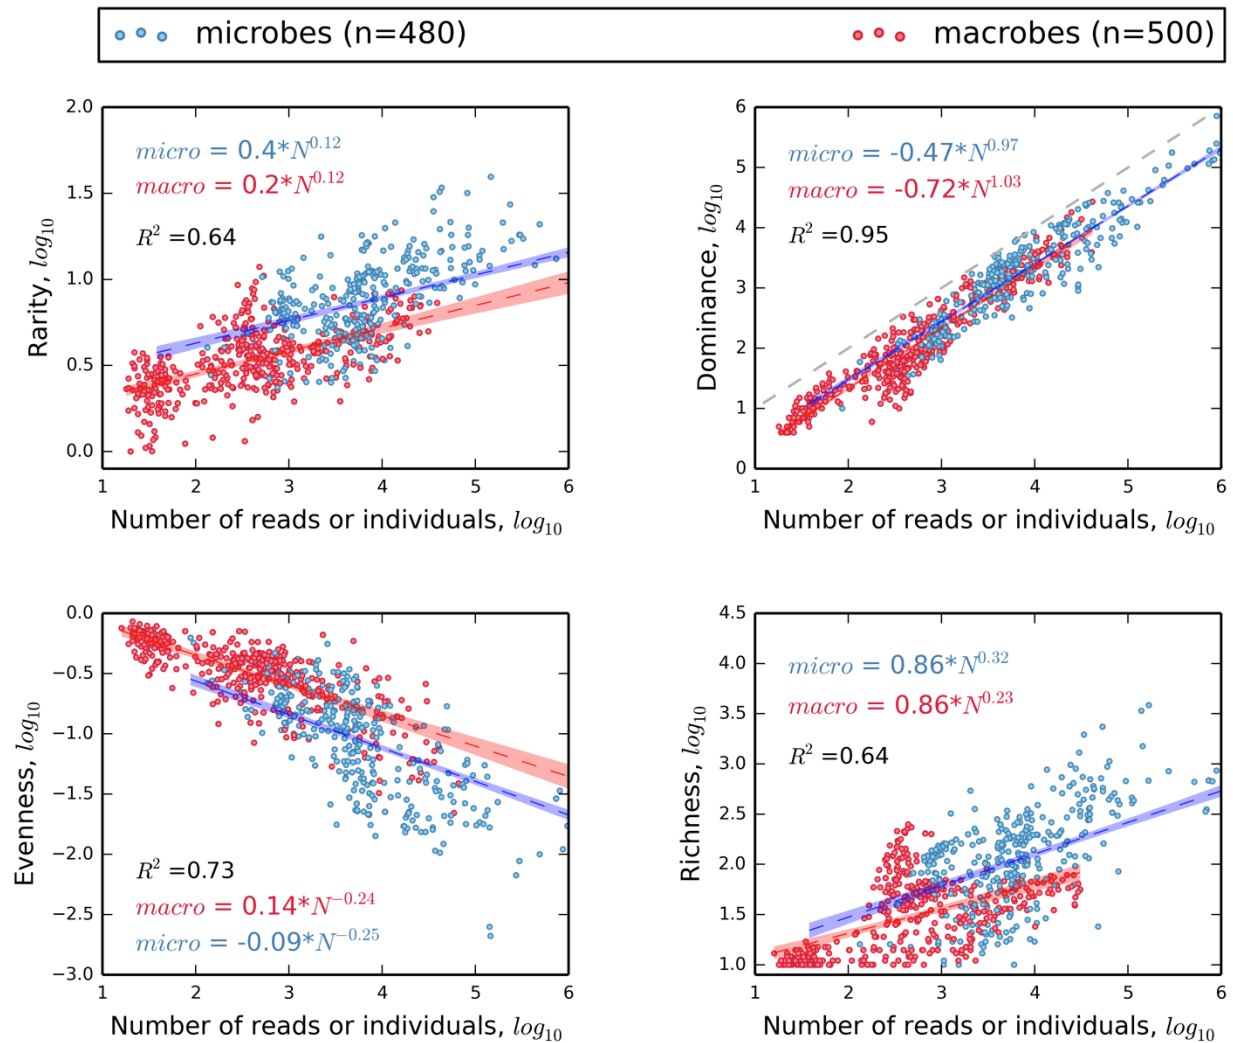 microbes (n=480) macrobes (n=500)
2.0
1.5
1.0
0.5
0.0
Rarity, log₁₀
micro = 0.4*N^0.12
macro = 0.2*N^0.12
R² =0.64
1 2 3 4 5 6
Number of reads or individuals, log₁₀
6
5
4
3
2
1
0
Dominance, log₁₀
micro = -0.47*N^0.97
macro = -0.72*N^1.03
R² =0.95
1 2 3 4 5 6
Number of reads or individuals, log₁₀
0.0
−0.5
−1.0
−1.5
−2.0
−2.5
−3.0
Evenness, log₁₀
R² =0.73
macro = 0.14*N^−0.24
micro = -0.09*N^−0.25
1 2 3 4 5 6
Number of reads or individuals, log₁₀
4.5
4.0
3.5
3.0
2.5
2.0
1.5
1.0
Richness, log₁₀
micro = 0.86*N^0.32
macro = 0.86*N^0.23
R² =0.64
1 2 3 4 5 6
Number of reads or individuals, log₁₀